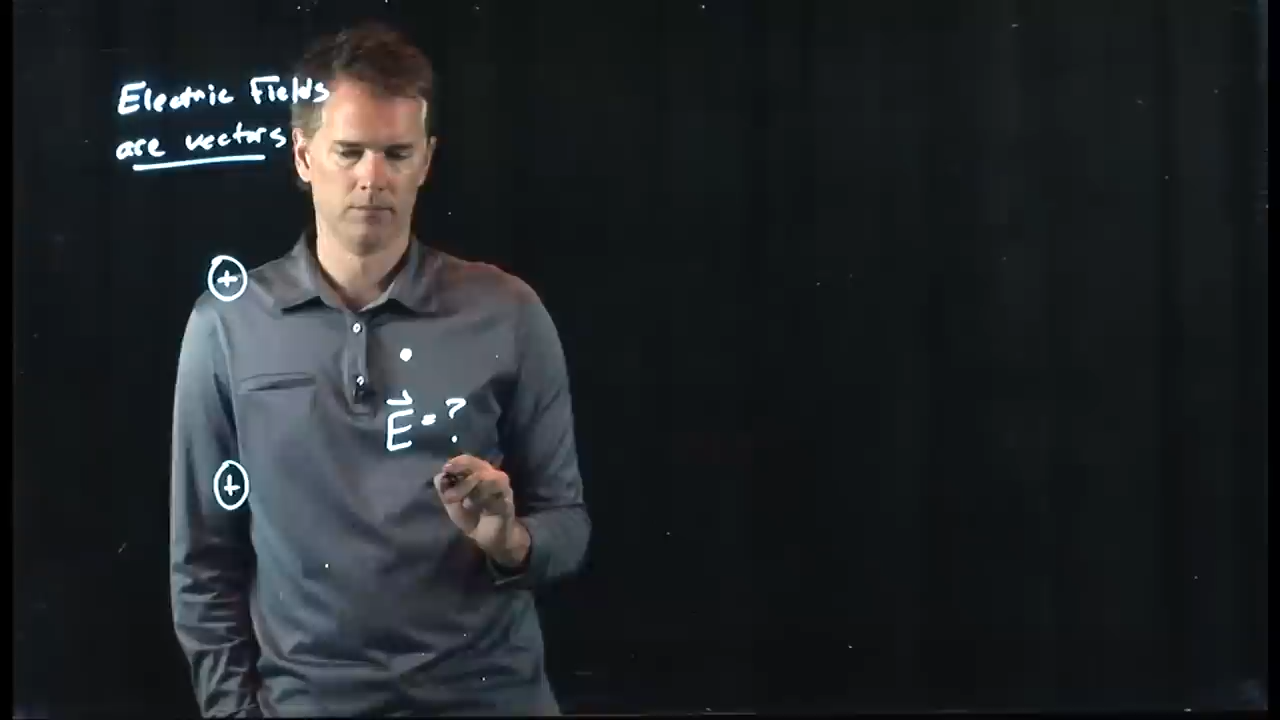 Electric Fields
are vectors
+
E⃗ = ?
+